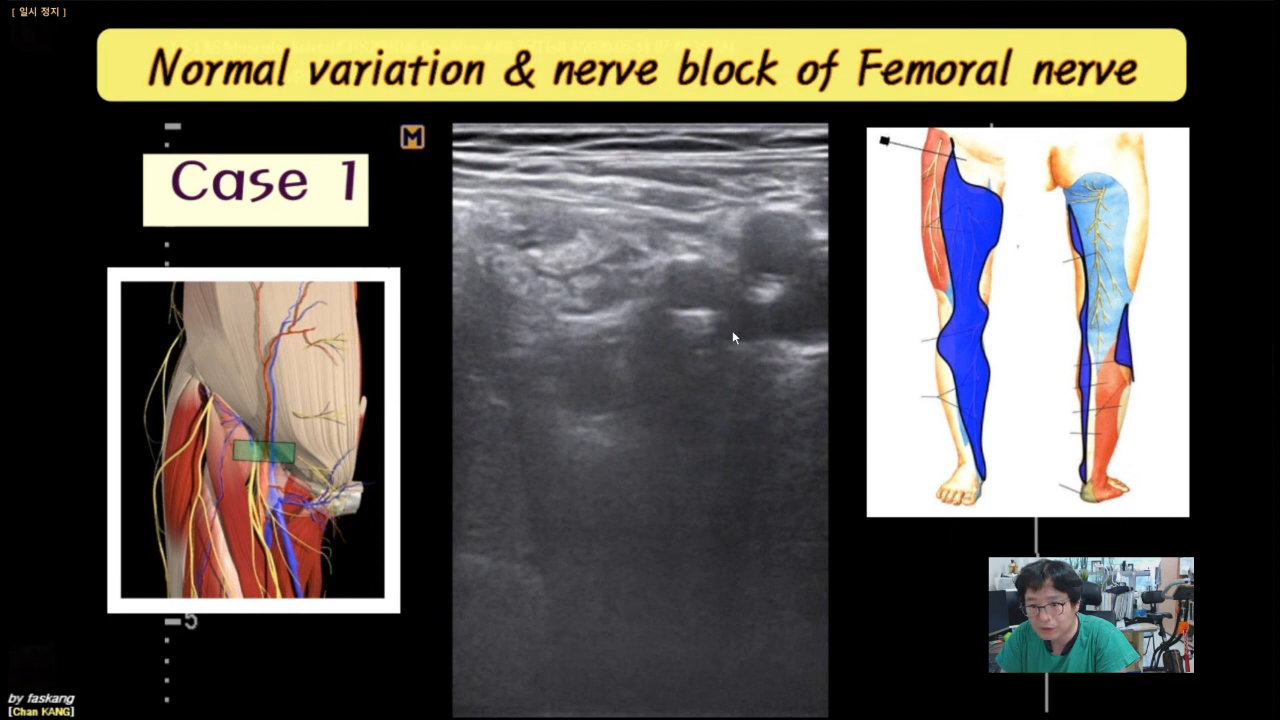 [ 일시 정지 ]
Normal variation & nerve block of Femoral nerve
M
Case 1
5
by faskang
[Chan KANG]